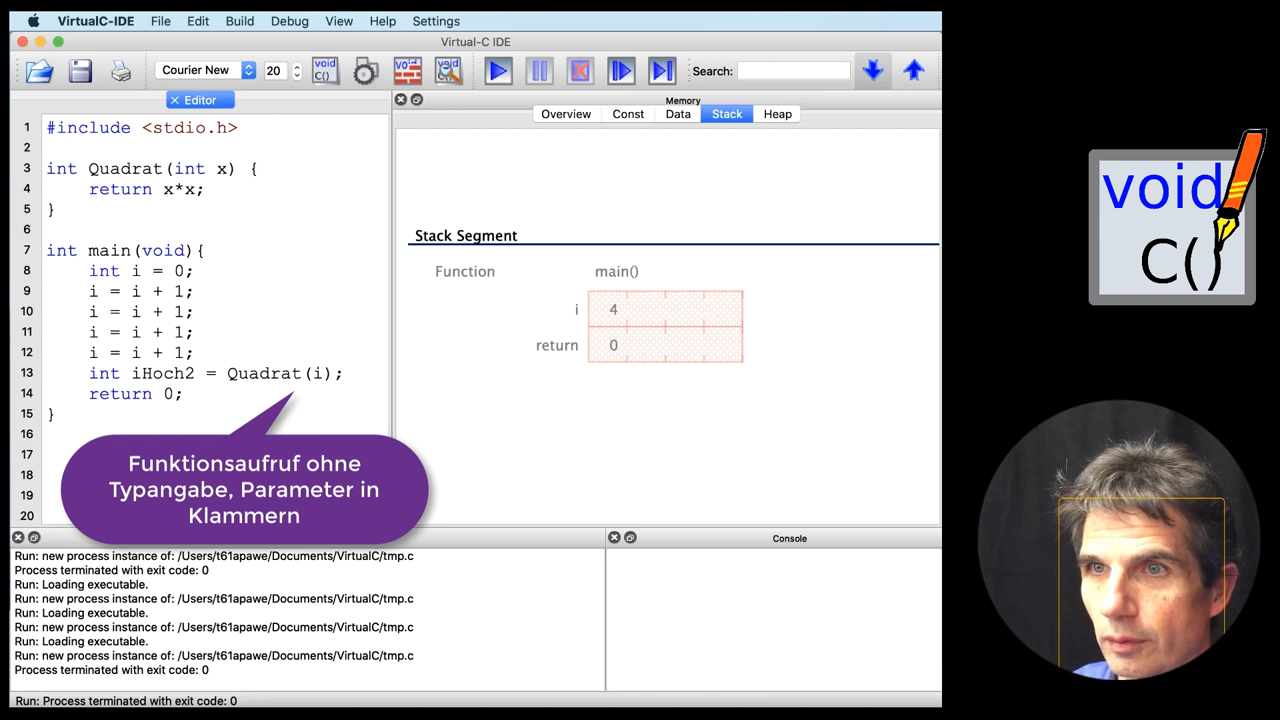 VirtualC-IDE File Edit Build Debug View Help Settings
Virtual-C IDE
Courier New 20 void C() void void Search:
Editor
Memory
Overview Const Data Stack Heap
1 #include <stdio.h>
2
3 int Quadrat(int x) {
4 return x*x;
5 }
6
7 int main(void){
8 int i = 0;
9 i = i + 1;
10 i = i + 1;
11 i = i + 1;
12 i = i + 1;
13 int iHoch2 = Quadrat(i);
14 return 0;
15 }
16
17
18
19
20
Funktionsaufruf ohne
Typangabe, Parameter in
Klammern
Stack Segment
Function main()
i 4
return 0
Run: new process instance of: /Users/t61apawe/Documents/VirtualC/tmp.c
Process terminated with exit code: 0
Run: Loading executable.
Run: new process instance of: /Users/t61apawe/Documents/VirtualC/tmp.c
Run: Loading executable.
Run: new process instance of: /Users/t61apawe/Documents/VirtualC/tmp.c
Run: Loading executable.
Run: new process instance of: /Users/t61apawe/Documents/VirtualC/tmp.c
Process terminated with exit code: 0
Console
Run: Process terminated with exit code: 0
void
C()